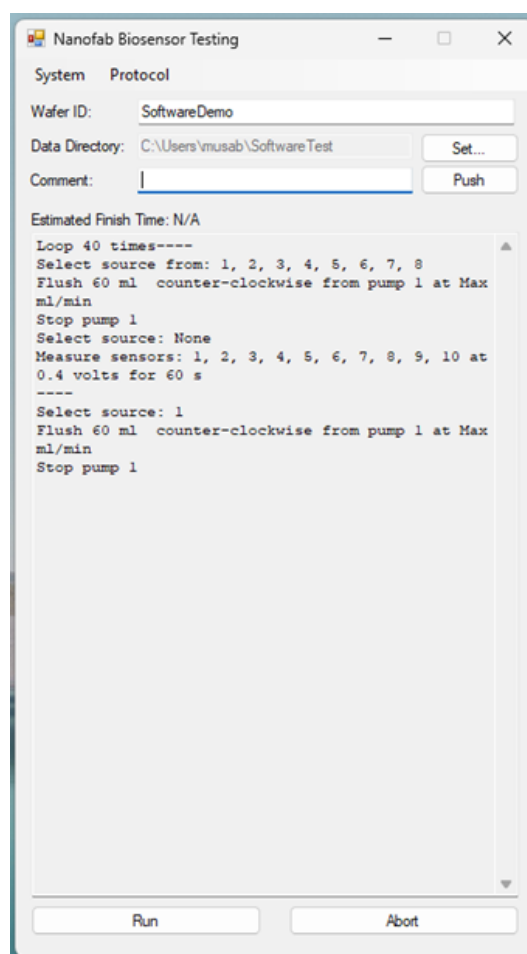 Nanofab Biosensor Testing
System Protocol
Wafer ID: SoftwareDemo
Data Directory: C:\Users\musab\SoftwareTest Set...
Comment: Push
Estimated Finish Time: N/A
Loop 40 times----
Select source from: 1, 2, 3, 4, 5, 6, 7, 8
Flush 60 ml  counter-clockwise from pump 1 at Max
ml/min
Stop pump 1
Select source: None
Measure sensors: 1, 2, 3, 4, 5, 6, 7, 8, 9, 10 at
0.4 volts for 60 s
----
Select source: 1
Flush 60 ml  counter-clockwise from pump 1 at Max
ml/min
Stop pump 1
Run Abort